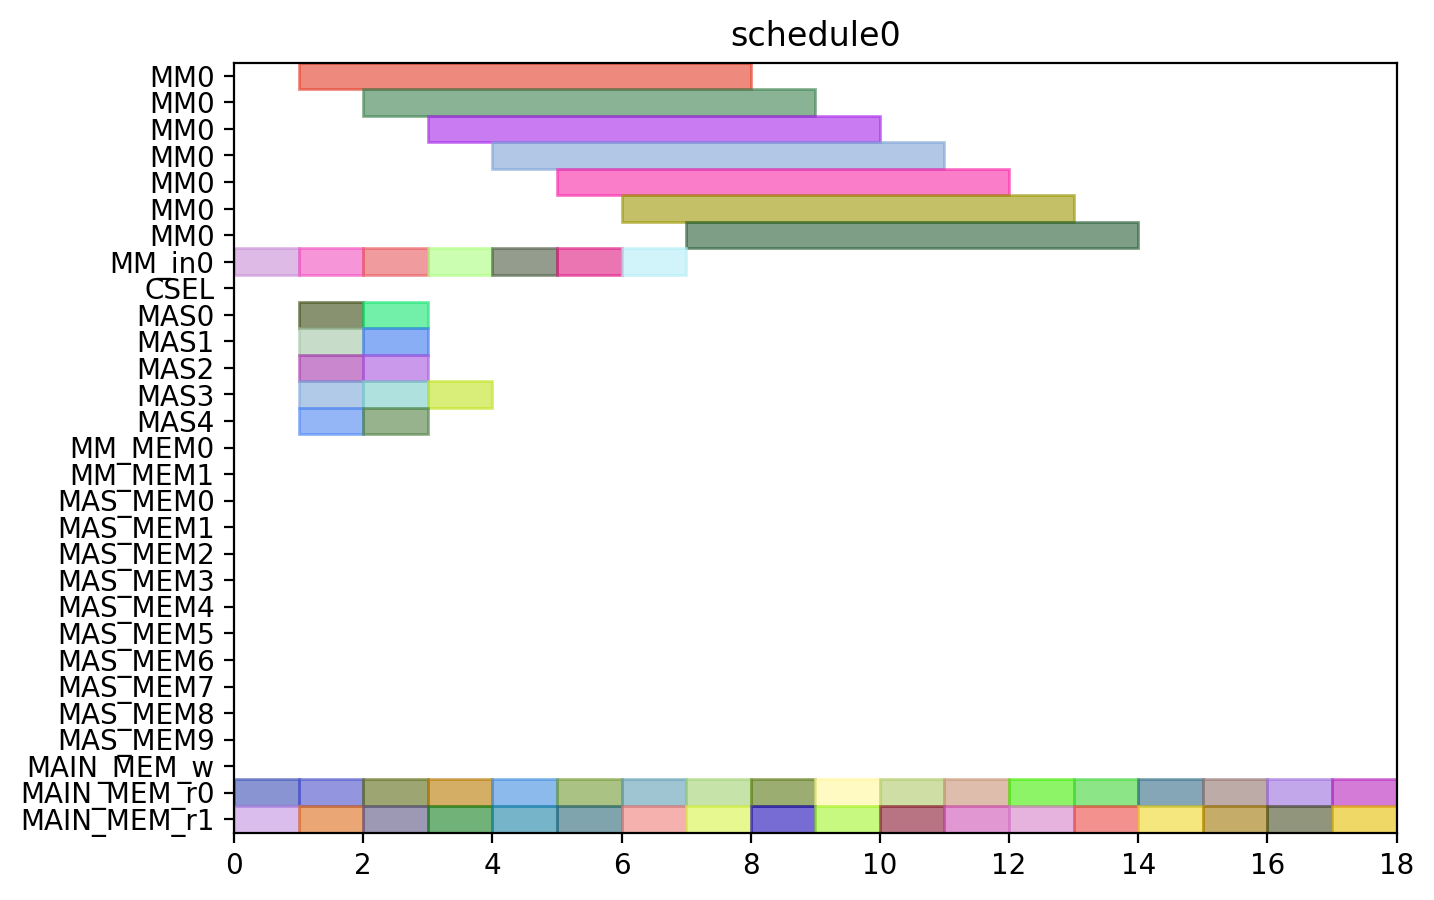 schedule0
MM0
MM0
MM0
MM0
MM0
MM0
MM0
MM_in0
CSEL
MAS0
MAS1
MAS2
MAS3
MAS4
MM_MEM0
MM_MEM1
MAS_MEM0
MAS_MEM1
MAS_MEM2
MAS_MEM3
MAS_MEM4
MAS_MEM5
MAS_MEM6
MAS_MEM7
MAS_MEM8
MAS_MEM9
MAIN_MEM_w
MAIN_MEM_r0
MAIN_MEM_r1
0 2 4 6 8 10 12 14 16 18